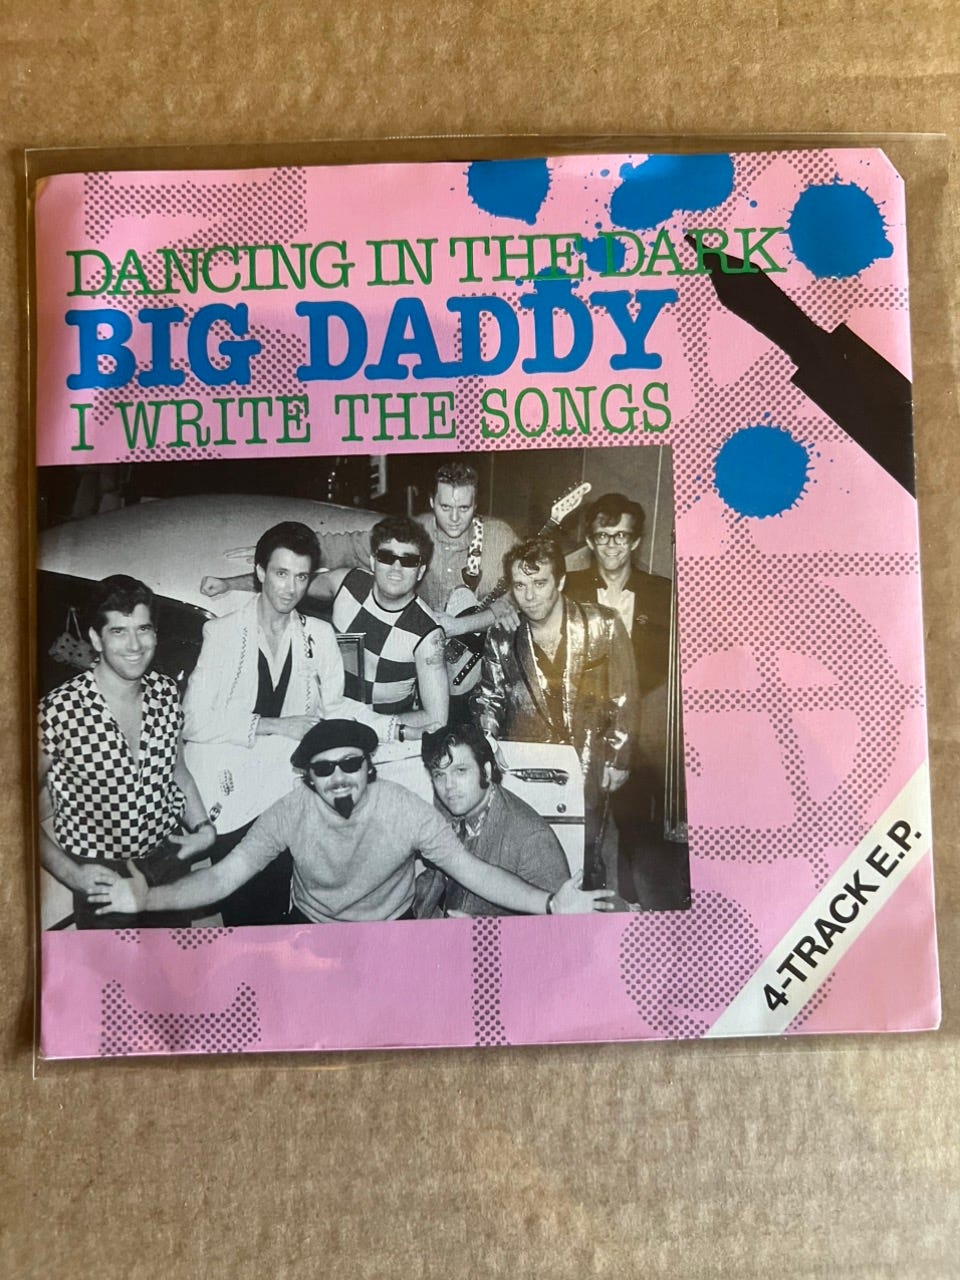 DANCING IN THE DARK
BIG DADDY
I WRITE THE SONGS
4-TRACK E.P.